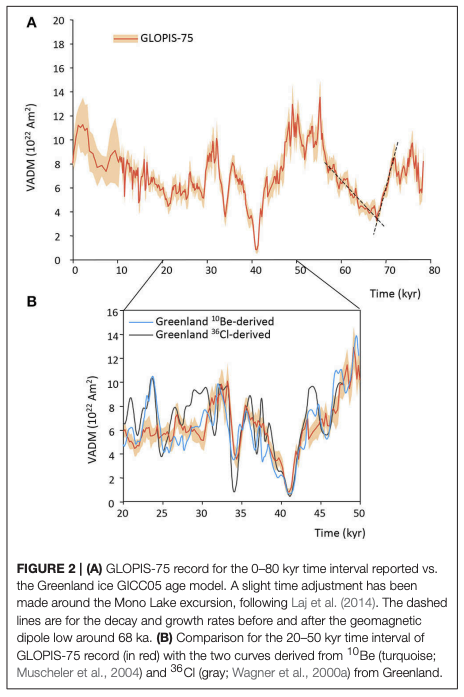 A
GLOPIS-75
VADM (10²² Am²)
20
18
16
14
12
10
8
6
4
2
0
0 10 20 30 40 50 60 70 80
Time (kyr)
B
Greenland ¹⁰Be-derived
Greenland ³⁶Cl-derived
VADM (10²² Am²)
16
14
12
10
8
6
4
2
0
20 25 30 35 40 45 50
Time (kyr)
FIGURE 2 | (A) GLOPIS-75 record for the 0–80 kyr time interval reported vs.
the Greenland ice GICC05 age model. A slight time adjustment has been
made around the Mono Lake excursion, following Laj et al. (2014). The dashed
lines are for the decay and growth rates before and after the geomagnetic
dipole low around 68 ka. (B) Comparison for the 20–50 kyr time interval of
GLOPIS-75 record (in red) with the two curves derived from ¹⁰Be (turquoise;
Muscheler et al., 2004) and ³⁶Cl (gray; Wagner et al., 2000a) from Greenland.